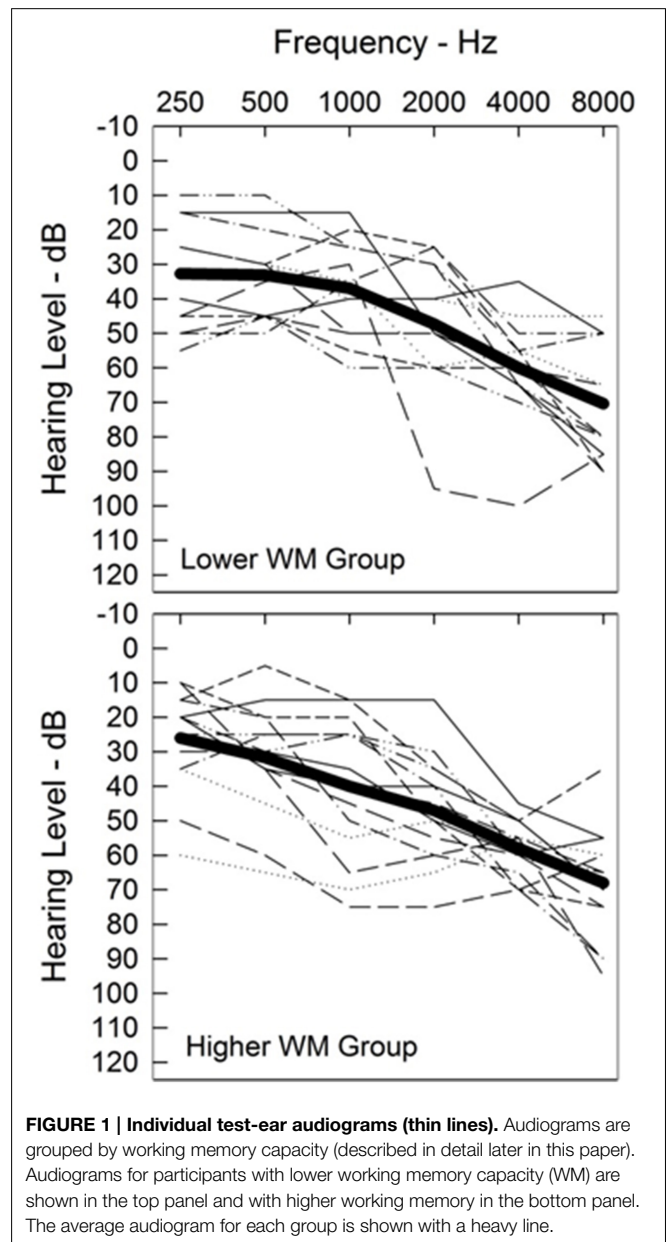 Frequency - Hz
250 500 1000 2000 4000 8000
-10
0
10
20
30
40
50
60
70
80
90
100
110
120
Hearing Level - dB
Lower WM Group
-10
0
10
20
30
40
50
60
70
80
90
100
110
120
Hearing Level - dB
Higher WM Group
FIGURE 1 | Individual test-ear audiograms (thin lines). Audiograms are
grouped by working memory capacity (described in detail later in this paper).
Audiograms for participants with lower working memory capacity (WM) are
shown in the top panel and with higher working memory in the bottom panel.
The average audiogram for each group is shown with a heavy line.